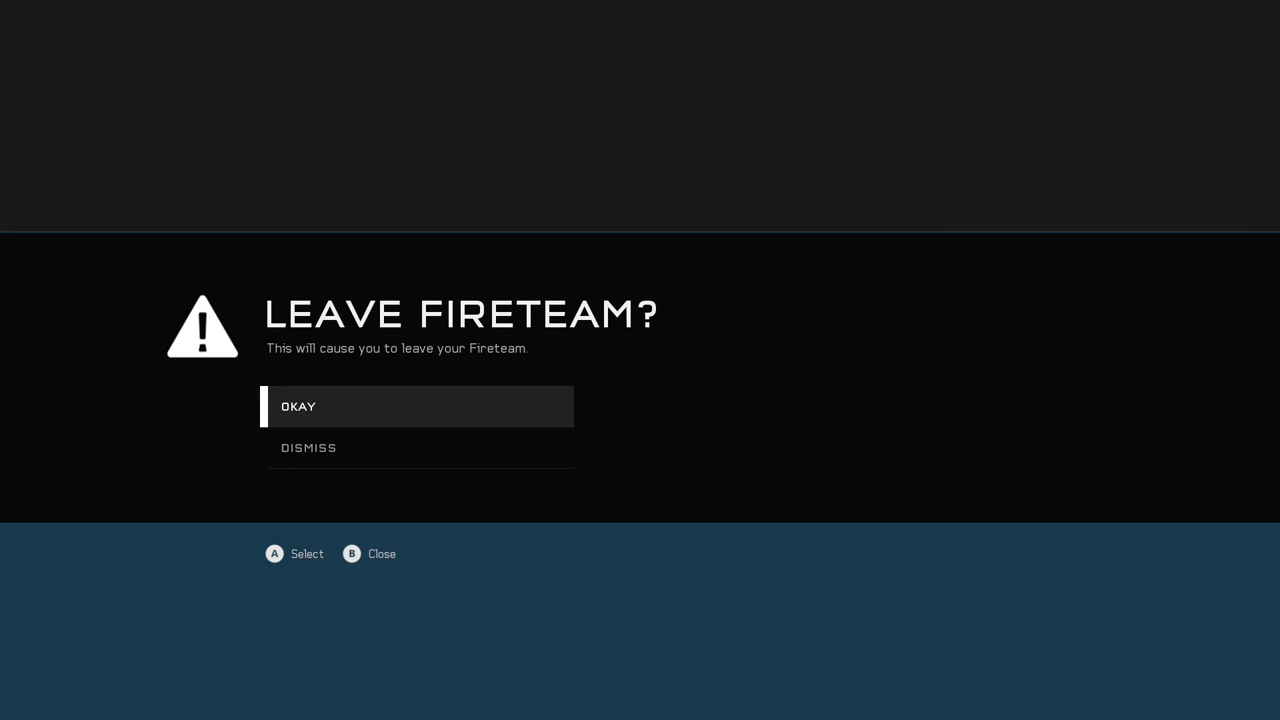 LEAVE FIRETEAM?
This will cause you to leave your Fireteam.
OKAY
DISMISS
A Select B Close